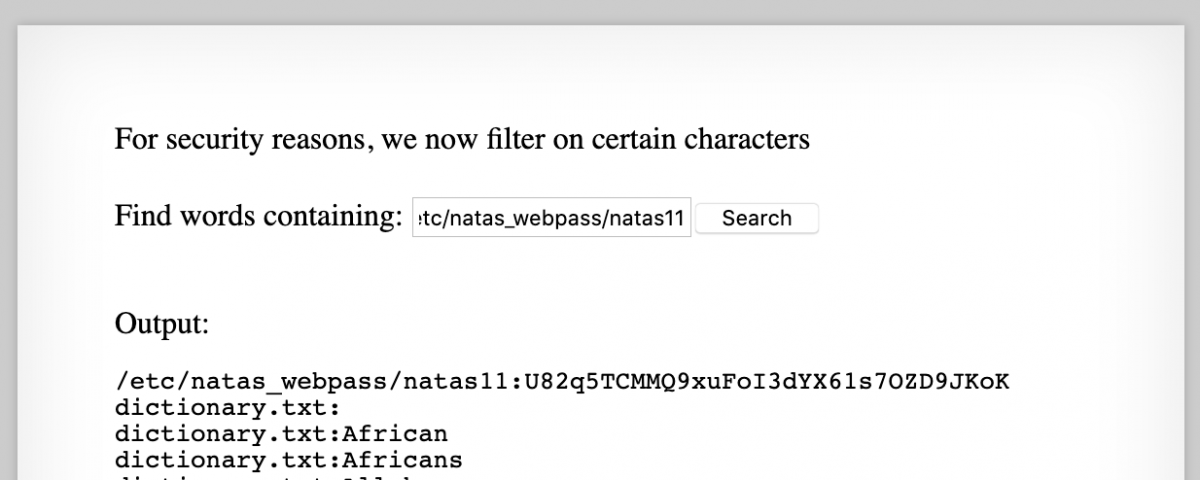 For security reasons, we now filter on certain characters
Find words containing: tc/natas_webpass/natas11 Search
Output:
/etc/natas_webpass/natas11:U82q5TCMMQ9xuFoI3dYX61s7OZD9JKoK
dictionary.txt:
dictionary.txt:African
dictionary.txt:Africans